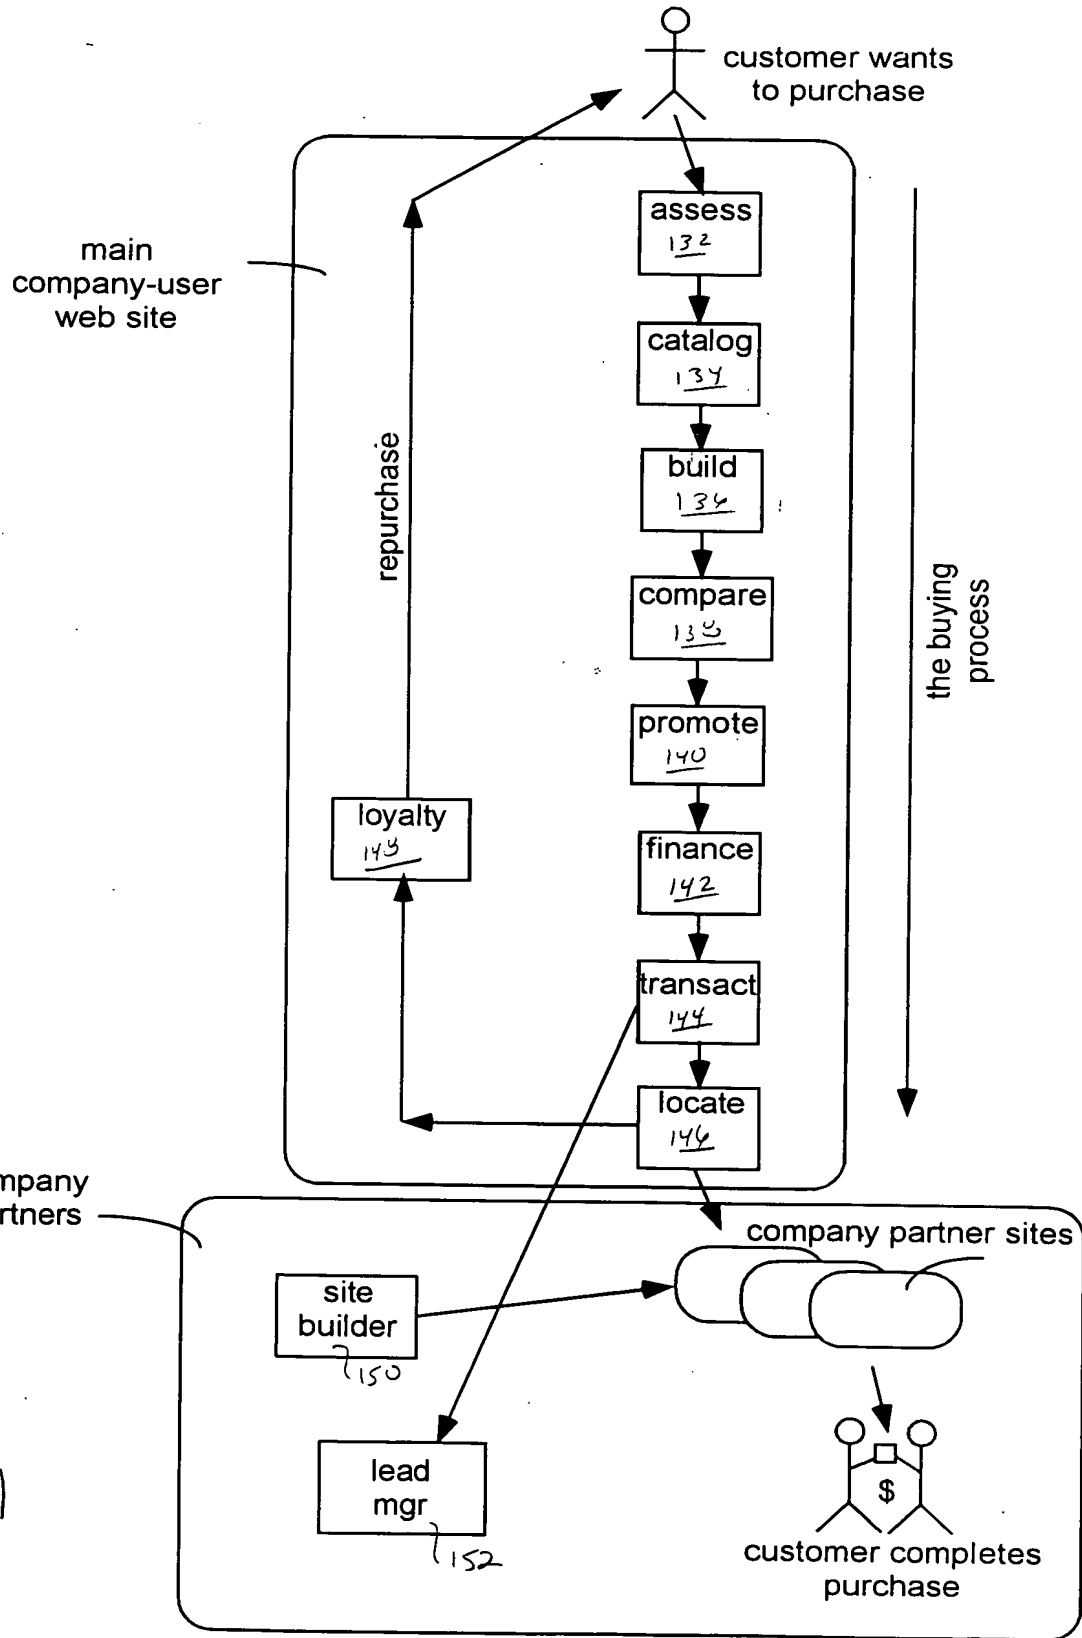 customer wants
to purchase
assess
132
main
company-user
web site
catalog
134
build
136
repurchase
compare
138
the buying
process
promote
140
loyalty
148
finance
142
transact
144
locate
146
mpany
rtners
company partner sites
site
builder
150
lead
mgr
152
$
customer completes
purchase